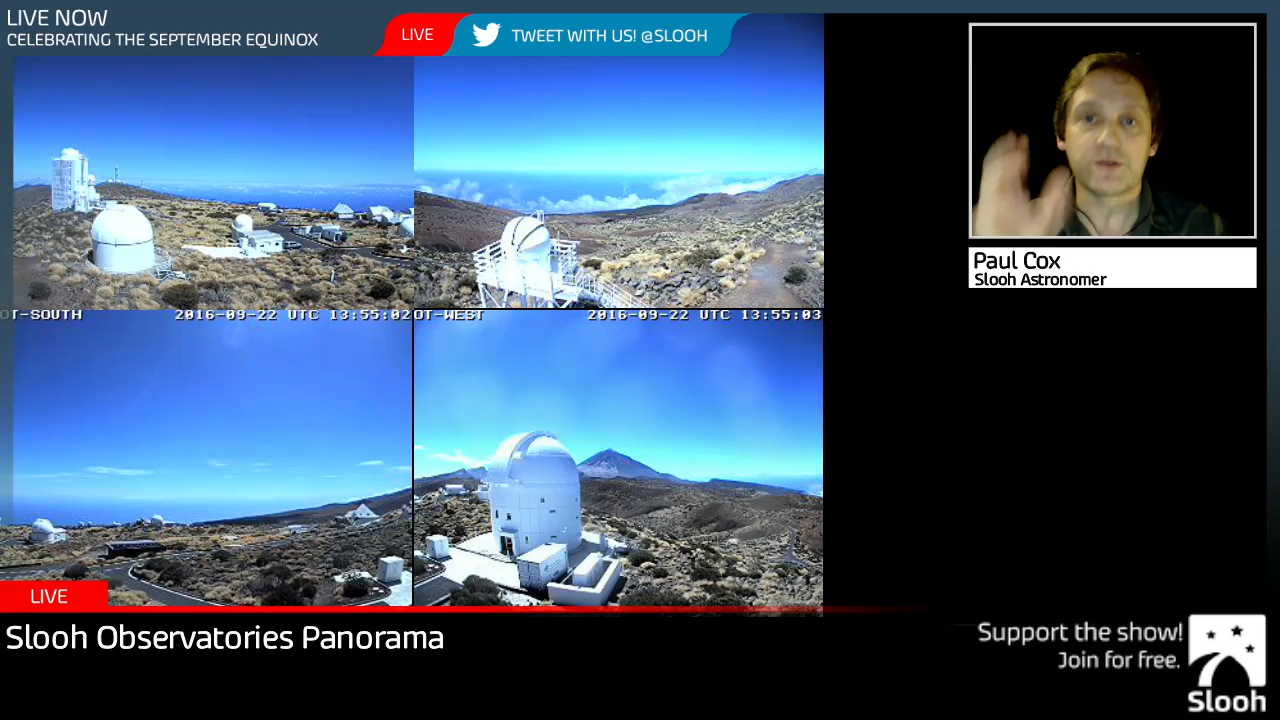 LIVE NOW
CELEBRATING THE SEPTEMBER EQUINOX
LIVE
TWEET WITH US! @SLOOH
Paul Cox
Slooh Astronomer
OT-SOUTH 2016-09-22 UTC 13:55:02
OT-WEST 2016-09-22 UTC 13:55:03
LIVE
Slooh Observatories Panorama
Support the show!
Join for free.
Slooh